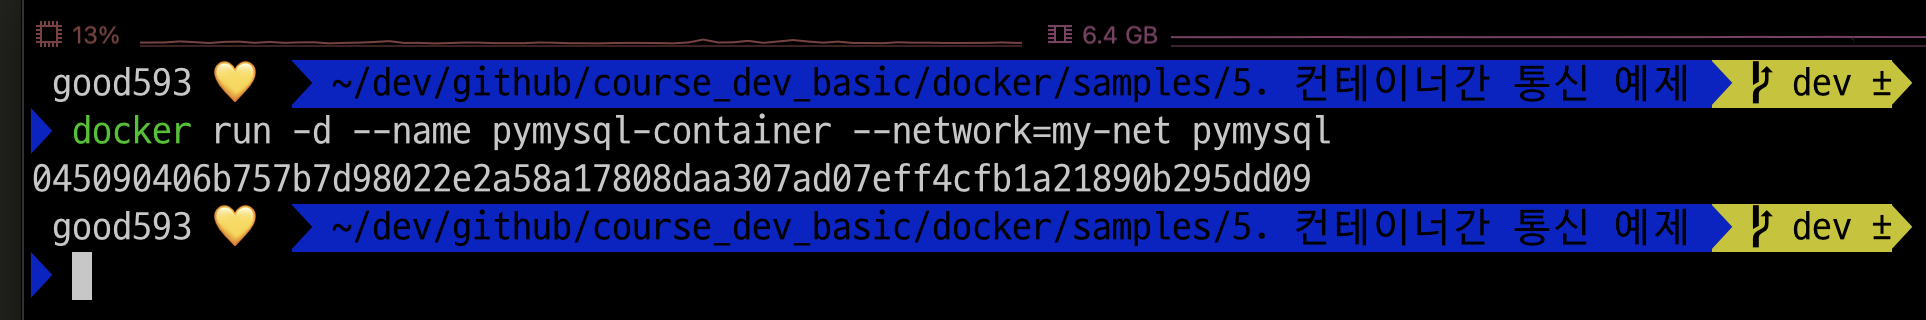 13% 6.4 GB
good593 💛 ~/dev/github/course_dev_basic/docker/samples/5. 컨테이너간 통신 예제 dev ±
docker run -d --name pymysql-container --network=my-net pymysql
045090406b757b7d98022e2a58a17808daa307ad07eff4cfb1a21890b295dd09
good593 💛 ~/dev/github/course_dev_basic/docker/samples/5. 컨테이너간 통신 예제 dev ±